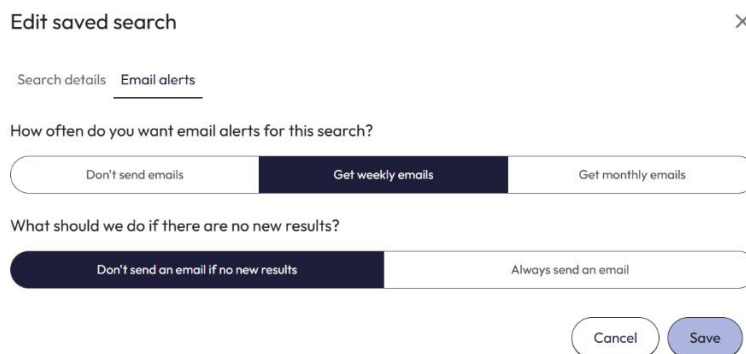 Edit saved search
Search details Email alerts
How often do you want email alerts for this search?
Don't send emails Get weekly emails Get monthly emails
What should we do if there are no new results?
Don't send an email if no new results Always send an email
Cancel Save